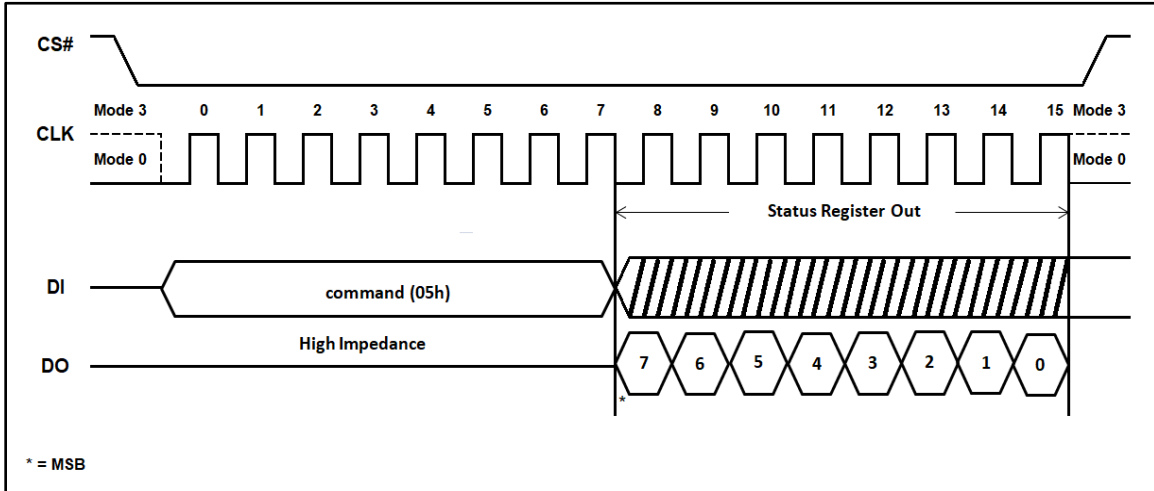 CS#
Mode 3 0 1 2 3 4 5 6 7 8 9 10 11 12 13 14 15 Mode 3
CLK
Mode 0 Mode 0
Status Register Out
DI command (05h)
High Impedance
DO 7 6 5 4 3 2 1 0
*
* = MSB